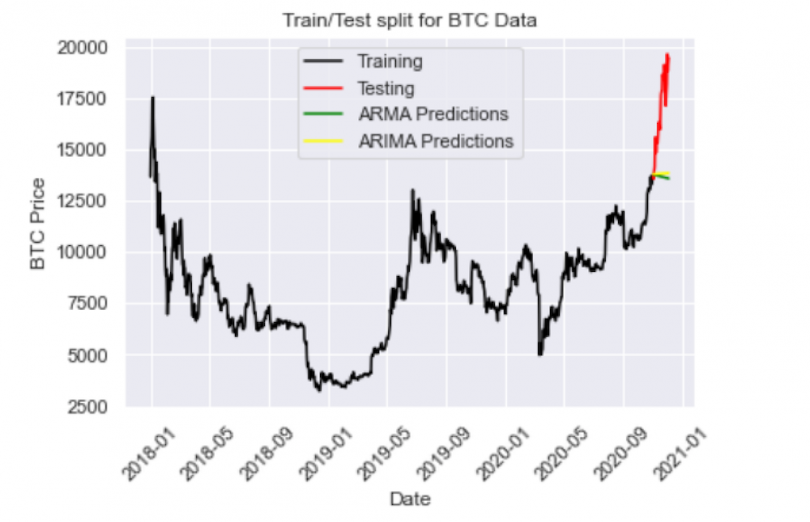 Train/Test split for BTC Data
20000
17500
15000
12500
10000
7500
5000
2500
BTC Price
Training
Testing
ARMA Predictions
ARIMA Predictions
2018-01
2018-05
2018-09
2019-01
2019-05
2019-09
2020-01
2020-05
2020-09
2021-01
Date